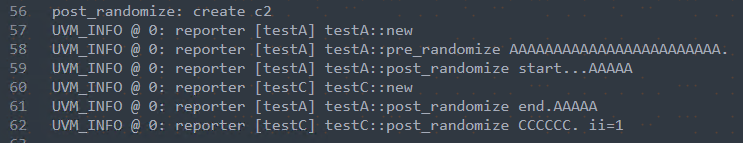 56 post_randomize: create c2
57 UVM_INFO @ 0: reporter [testA] testA::new
58 UVM_INFO @ 0: reporter [testA] testA::pre_randomize AAAAAAAAAAAAAAAAAAAAAAAA.
59 UVM_INFO @ 0: reporter [testA] testA::post_randomize start...AAAAA
60 UVM_INFO @ 0: reporter [testC] testC::new
61 UVM_INFO @ 0: reporter [testA] testA::post_randomize end.AAAAA
62 UVM_INFO @ 0: reporter [testC] testC::post_randomize CCCCCC. ii=1